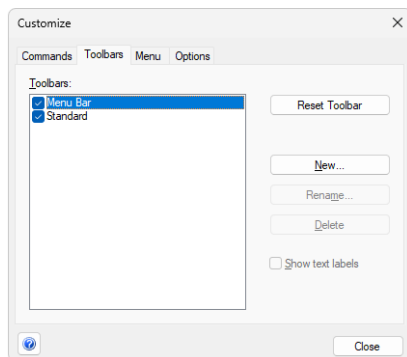 Customize
Commands Toolbars Menu Options
Toolbars:
Menu Bar
Standard
Reset Toolbar
New...
Rename...
Delete
Show text labels
Close